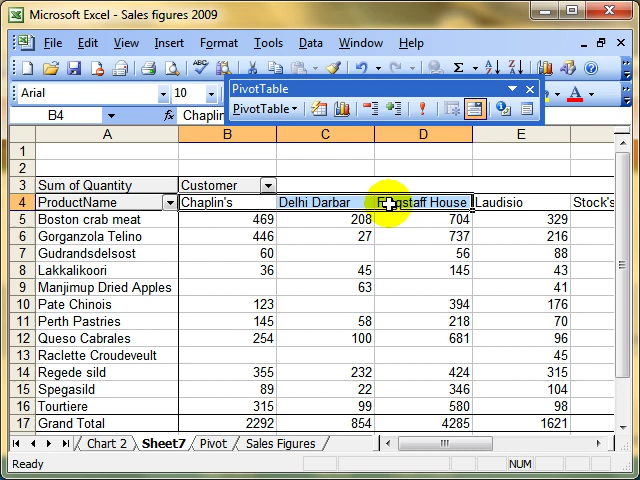 Microsoft Excel - Sales figures 2009
File Edit View Insert Format Tools Data Window Help
PivotTable
Arial 10
PivotTable
B4 Chaplin
A B C D E
1
2
3 Sum of Quantity Customer
4 ProductName Chaplin's Delhi Darbar Flagstaff House Laudisio Stock's
5 Boston crab meat 469 208 704 329
6 Gorganzola Telino 446 27 737 216
7 Gudrandsdelsost 60 56 88
8 Lakkalikoori 36 45 145 43
9 Manjimup Dried Apples 63 41
10 Pate Chinois 123 394 176
11 Perth Pastries 145 58 218 70
12 Queso Cabrales 254 100 681 96
13 Raclette Croudeveult 45
14 Regede sild 355 232 424 315
15 Spegasild 89 22 346 104
16 Tourtiere 315 99 580 98
17 Grand Total 2292 854 4285 1621
Chart 2 Sheet7 Pivot Sales Figures
Ready NUM